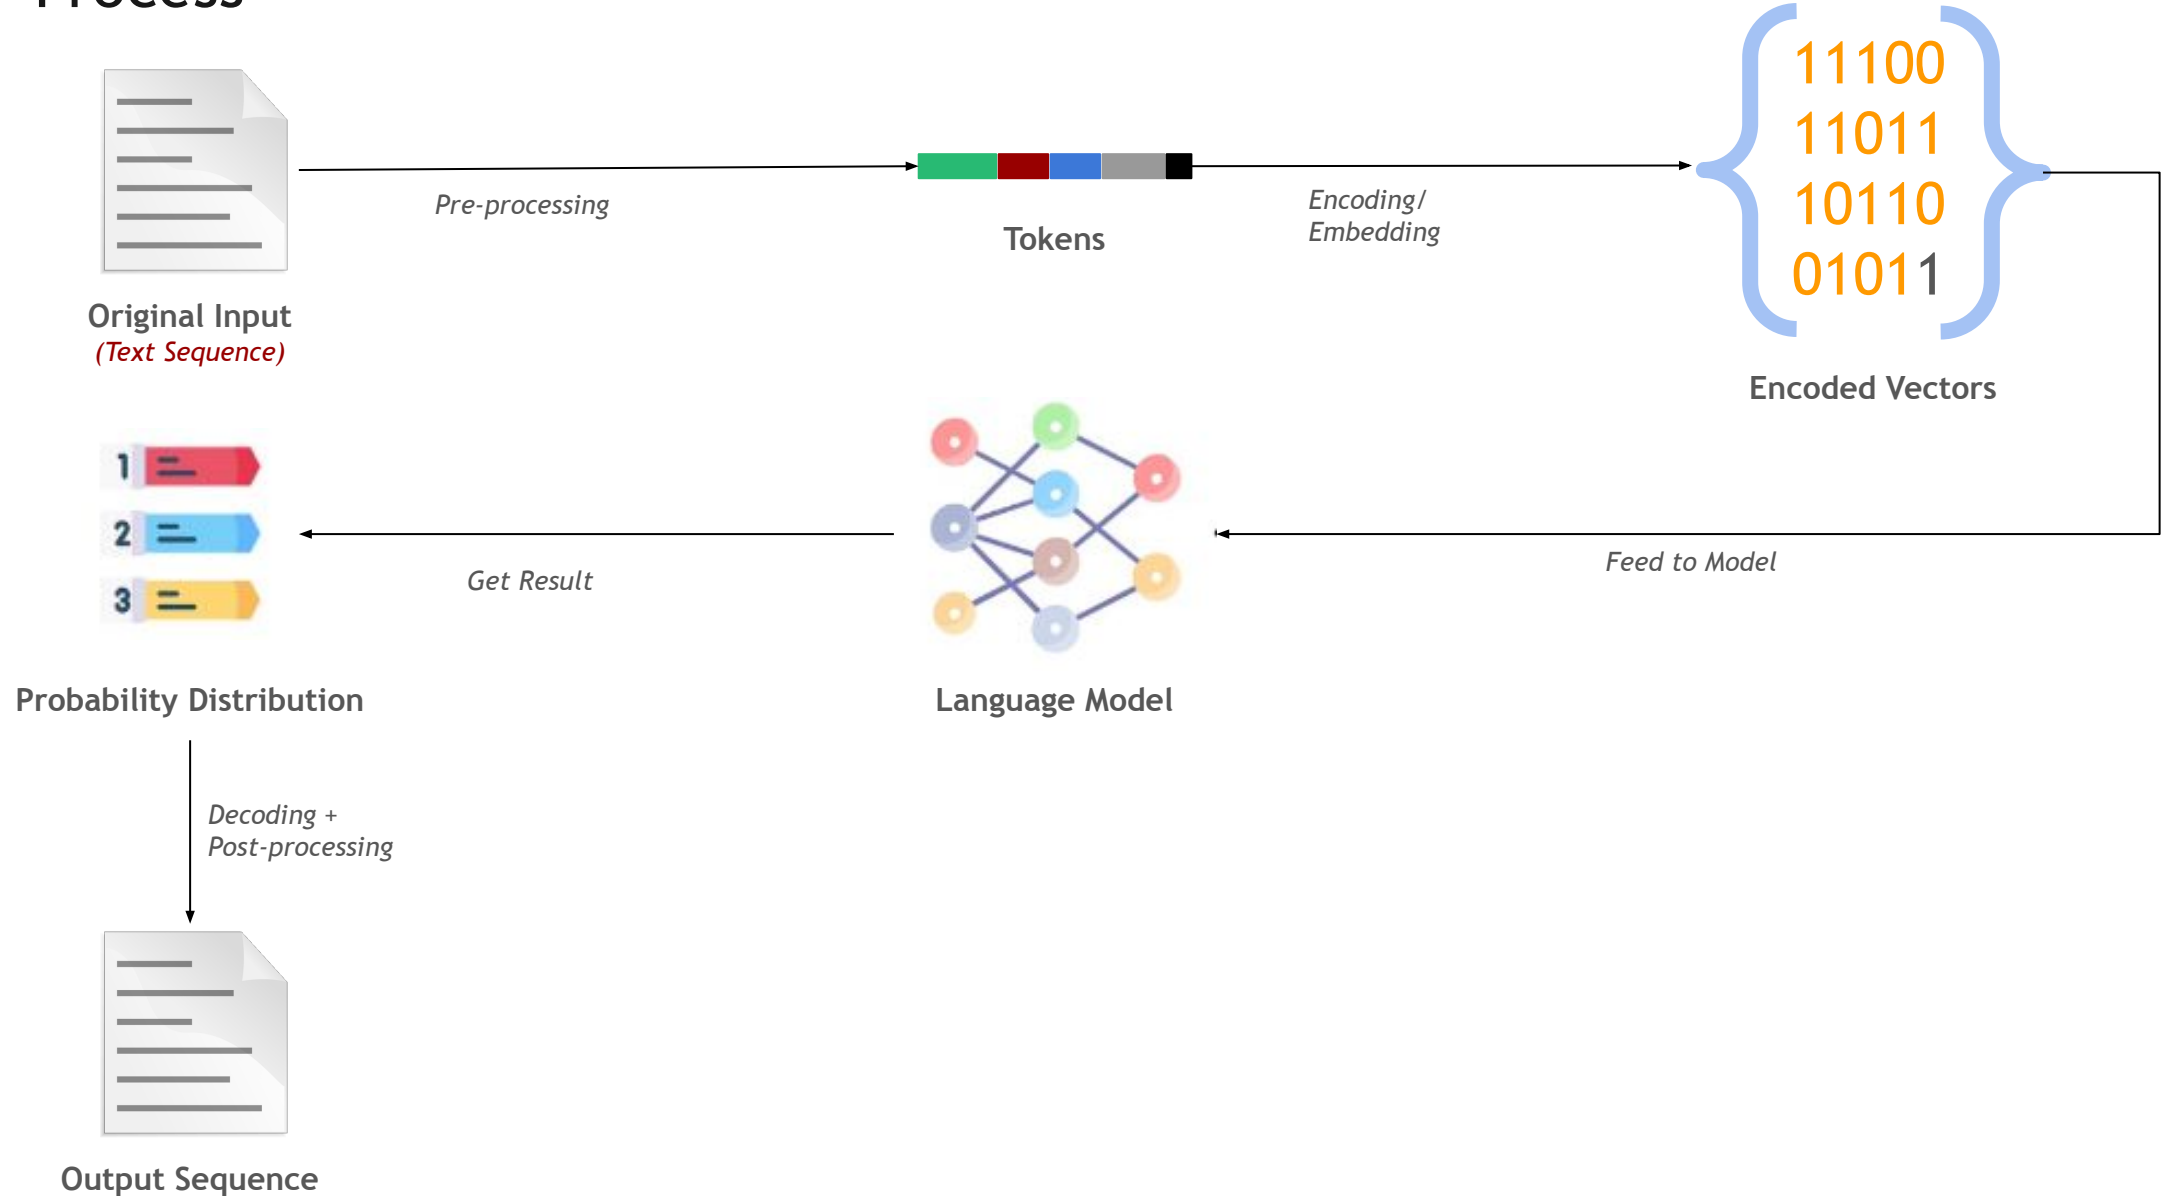 Process
11100
11011
10110
01011
Pre-processing
Tokens
Encoding/
Embedding
Original Input
(Text Sequence)
Encoded Vectors
1
2
3
Get Result
Feed to Model
Probability Distribution
Language Model
Decoding +
Post-processing
Output Sequence